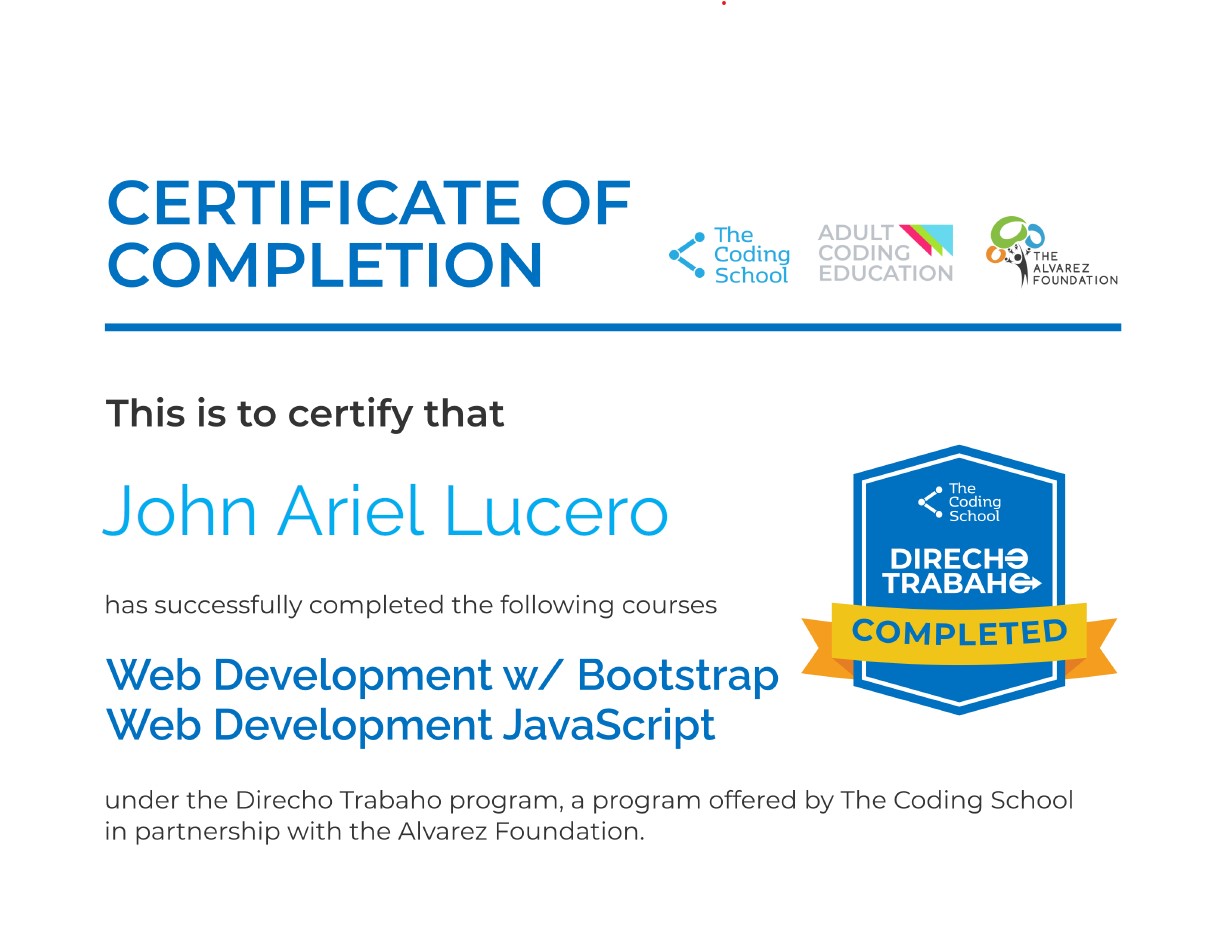 CERTIFICATE OF
COMPLETION
The
Coding
School
ADULT
CODING
EDUCATION
THE
ALVAREZ
FOUNDATION
This is to certify that
John Ariel Lucero
has successfully completed the following courses
Web Development w/ Bootstrap
Web Development JavaScript
The
Coding
School
DIRECHO
TRABAHO
COMPLETED
under the Direcho Trabaho program, a program offered by The Coding School
in partnership with the Alvarez Foundation.